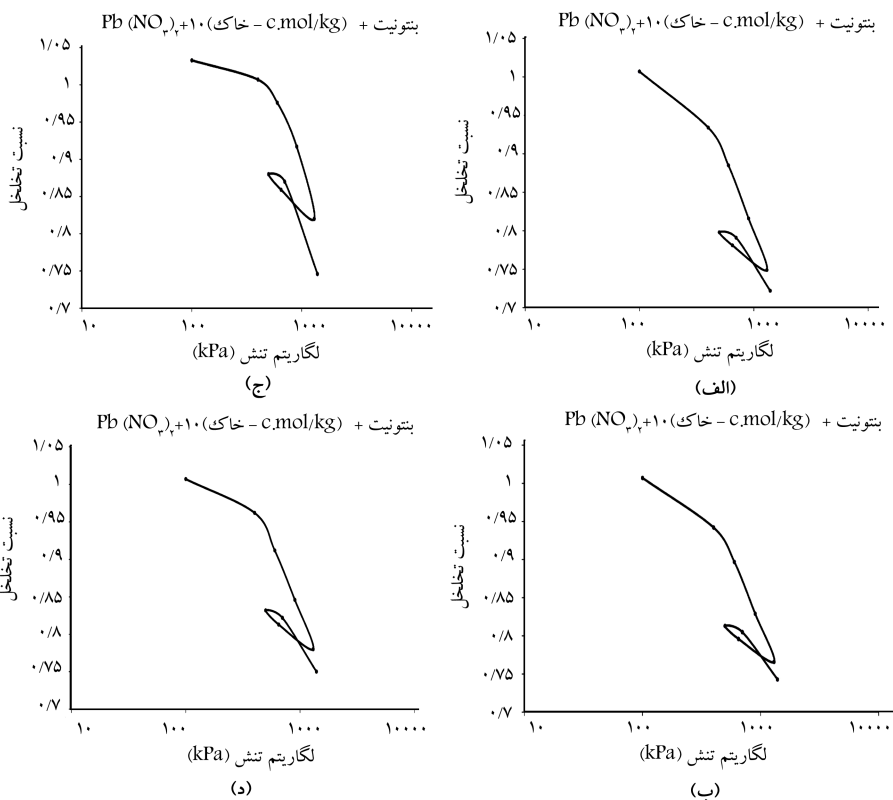 Pb (NO۳)۲+۱۰(خاک – c.mol/kg) + بنتونیت
۱/۰۵
۱
۰/۹۵
۰/۹
۰/۸۵
۰/۸
۰/۷۵
۰/۷
نسبت تخلخل
۱۰ ۱۰۰ ۱۰۰۰ ۱۰۰۰۰
لگاریتم تنش (kPa)
(الف)
Pb (NO۳)۲+۱۰(خاک – c.mol/kg) + بنتونیت
۱/۰۵
۱
۰/۹۵
۰/۹
۰/۸۵
۰/۸
۰/۷۵
۰/۷
نسبت تخلخل
۱۰ ۱۰۰ ۱۰۰۰ ۱۰۰۰۰
لگاریتم تنش (kPa)
(ج)
Pb (NO۳)۲+۱۰(خاک – c.mol/kg) + بنتونیت
۱/۰۵
۱
۰/۹۵
۰/۹
۰/۸۵
۰/۸
۰/۷۵
۰/۷
نسبت تخلخل
۱۰ ۱۰۰ ۱۰۰۰ ۱۰۰۰۰
لگاریتم تنش (kPa)
(ب)
Pb (NO۳)۲+۱۰(خاک – c.mol/kg) + بنتونیت
۱/۰۵
۱
۰/۹۵
۰/۹
۰/۸۵
۰/۸
۰/۷۵
۰/۷
نسبت تخلخل
۱۰ ۱۰۰ ۱۰۰۰ ۱۰۰۰۰
لگاریتم تنش (kPa)
(د)